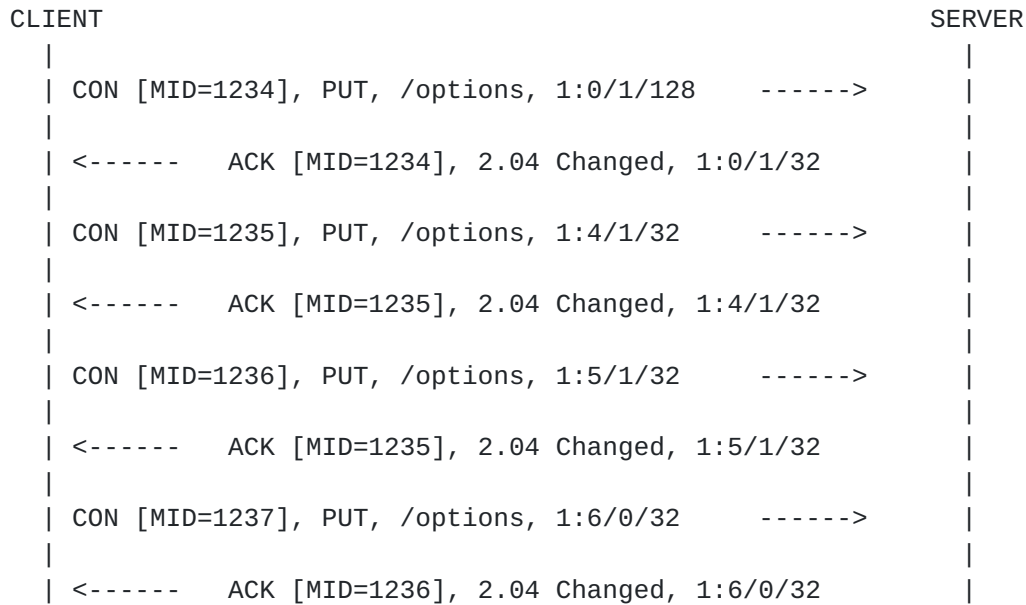 CLIENT                                                     SERVER
  |                                                          |
  | CON [MID=1234], PUT, /options, 1:0/1/128    ------>      |
  |                                                          |
  | <------   ACK [MID=1234], 2.04 Changed, 1:0/1/32         |
  |                                                          |
  | CON [MID=1235], PUT, /options, 1:4/1/32     ------>      |
  |                                                          |
  | <------   ACK [MID=1235], 2.04 Changed, 1:4/1/32         |
  |                                                          |
  | CON [MID=1236], PUT, /options, 1:5/1/32     ------>      |
  |                                                          |
  | <------   ACK [MID=1235], 2.04 Changed, 1:5/1/32         |
  |                                                          |
  | CON [MID=1237], PUT, /options, 1:6/0/32     ------>      |
  |                                                          |
  | <------   ACK [MID=1236], 2.04 Changed, 1:6/0/32         |